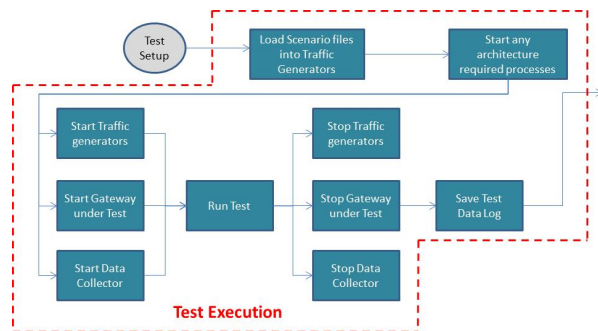 Test
Setup
Load Scenario files
into Traffic
Generators
Start any
architecture
required processes
Start Traffic
generators
Stop Traffic
generators
Start Gateway
under Test
Run Test
Stop Gateway
under Test
Save Test
Data Log
Start Data
Collector
Stop Data
Collector
Test Execution